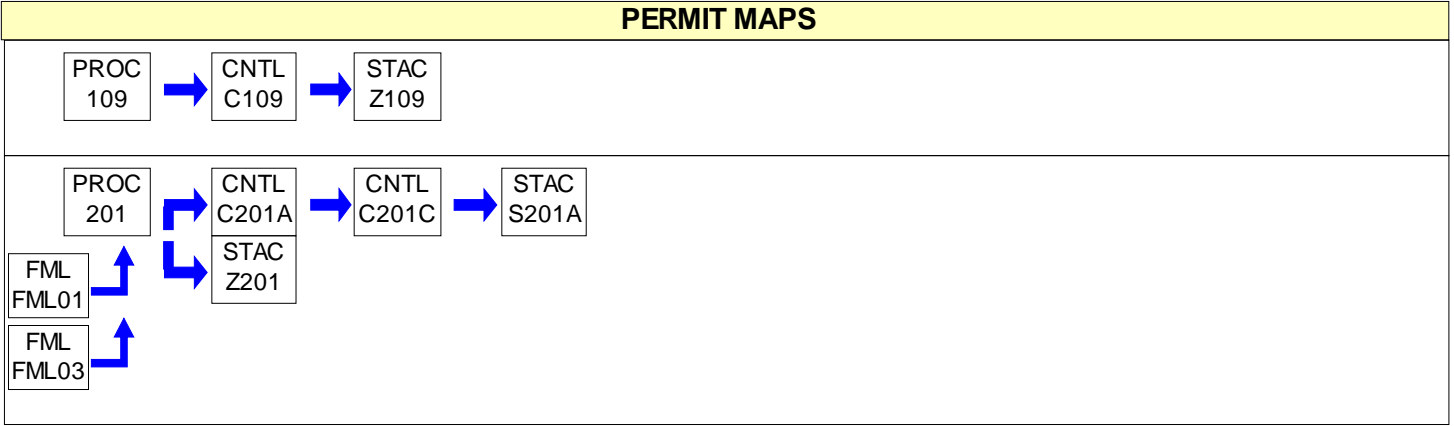 PERMIT MAPS
PROC
109
CNTL
C109
STAC
Z109
PROC
201
CNTL
C201A
CNTL
C201C
STAC
S201A
STAC
Z201
FML
FML01
FML
FML03